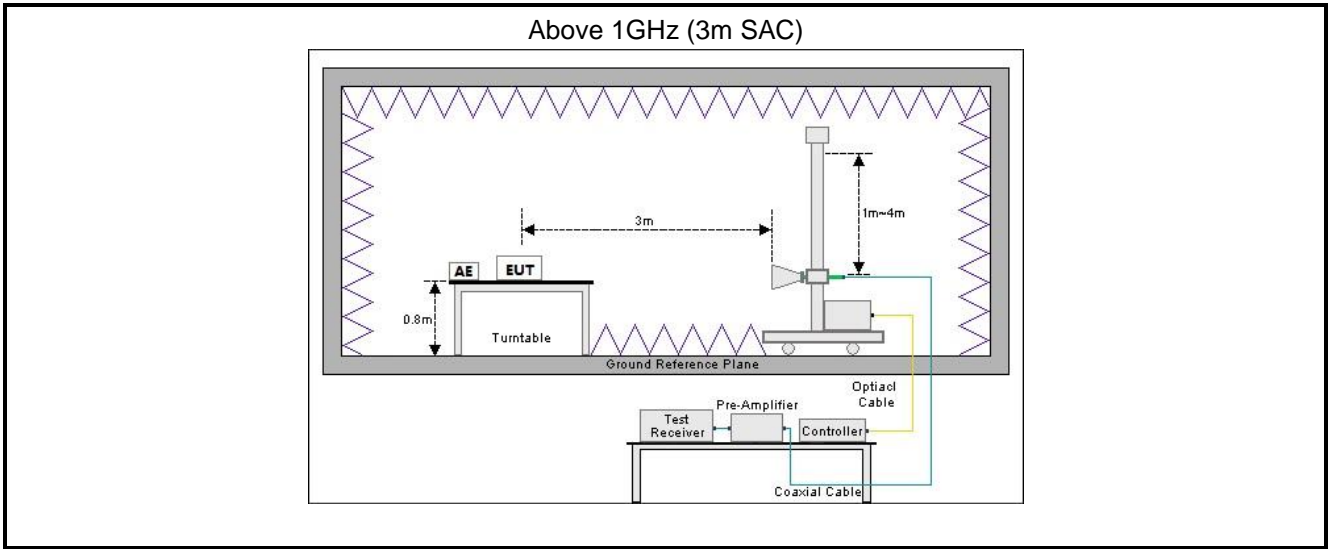 Above 1GHz (3m SAC)
3m
1m~4m
AE
EUT
0.8m
Turntable
Ground Reference Plane
Optiacl
Cable
Pre-Amplifier
Test
Receiver
Controller
Coaxial Cable